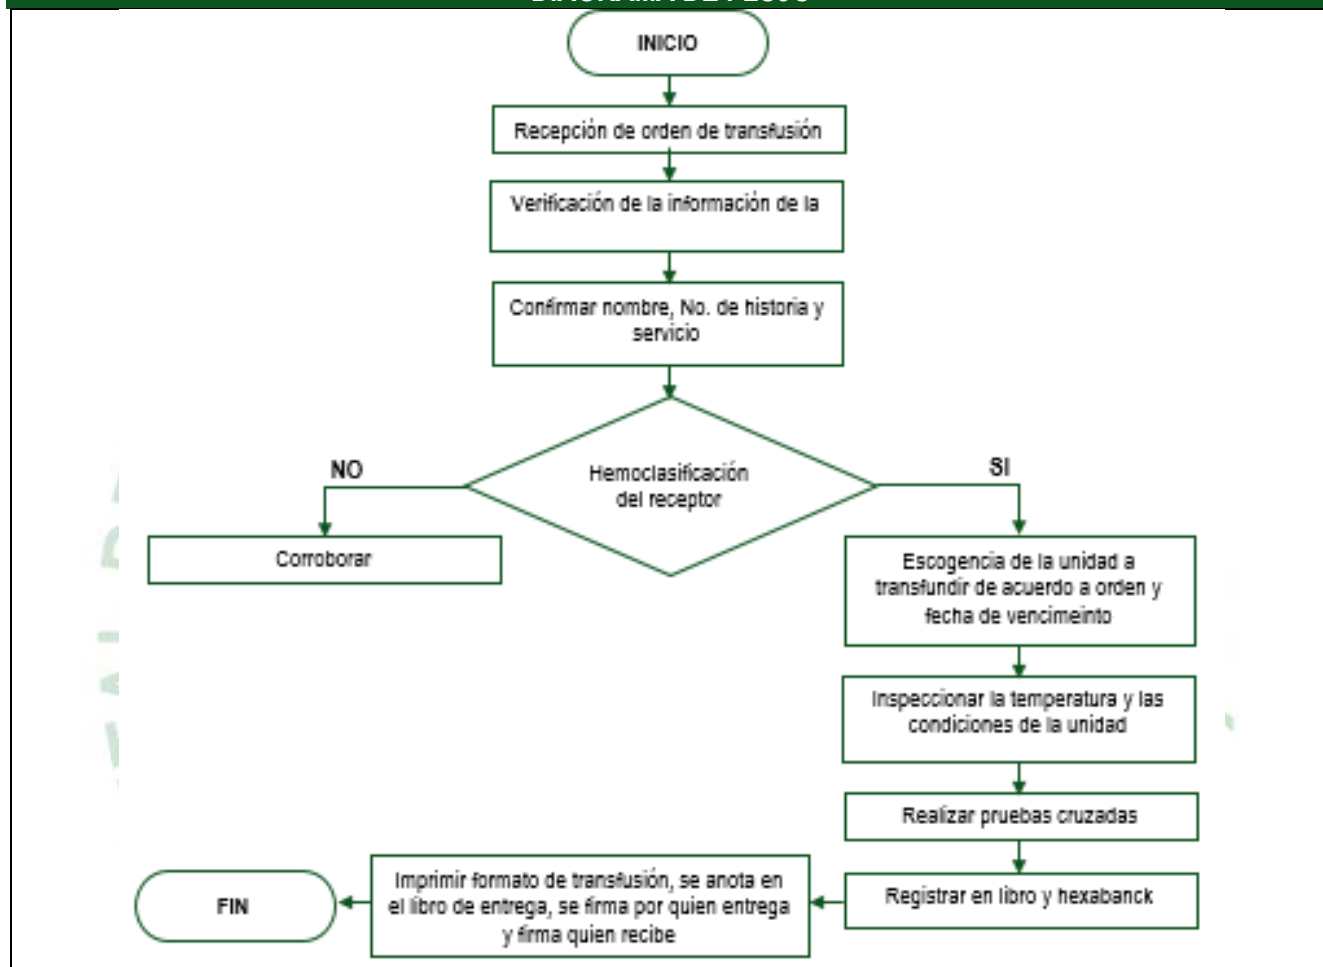 INICIO
Recepción de orden de transfusión
Verificación de la información de la
Confirmar nombre, No. de historia y
servicio
Hemoclasificación
del receptor
NO
SI
Corroborar
Escogencia de la unidad a
transfundir de acuerdo a orden y
fecha de vencimeinto
Inspeccionar la temperatura y las
condiciones de la unidad
Realizar pruebas cruzadas
Registrar en libro y hexabanck
Imprimir formato de transfusión, se anota en
el libro de entrega, se firma por quien entrega
y firma quien recibe
FIN